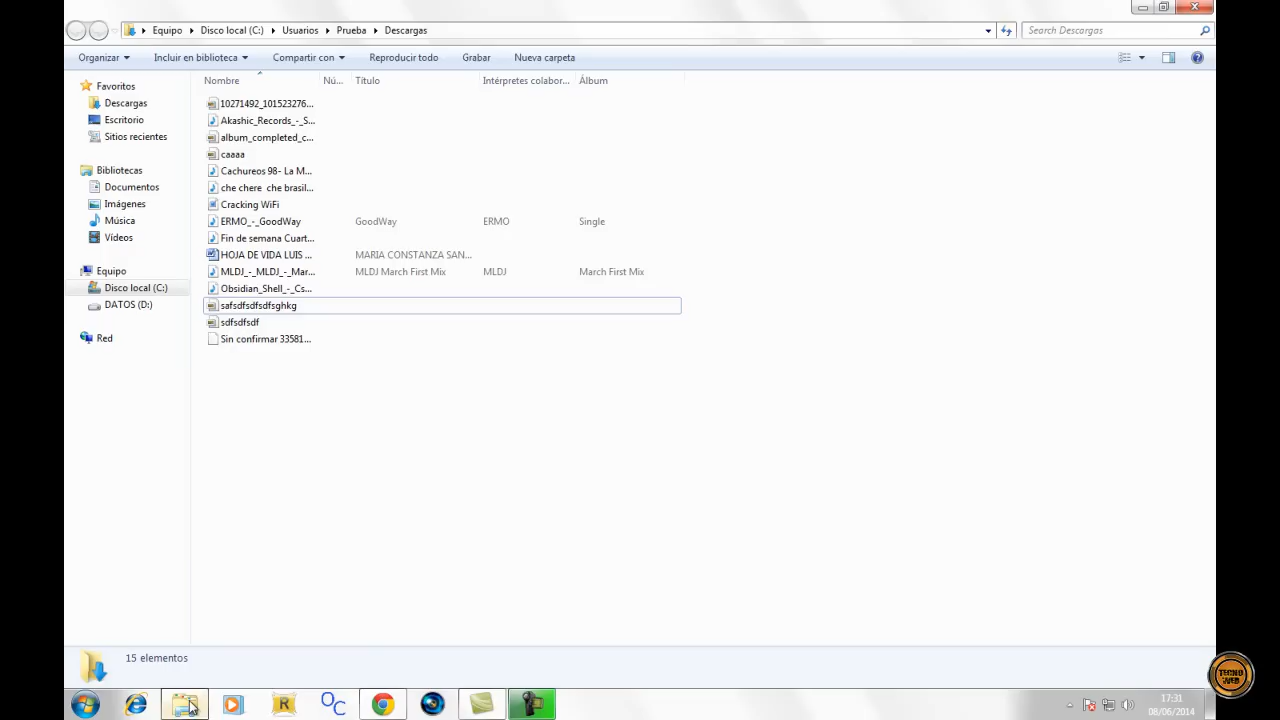 Equipo ▸ Disco local (C:) ▸ Usuarios ▸ Prueba ▸ Descargas
Search Descargas
Organizar
Incluir en biblioteca
Compartir con
Reproducir todo
Grabar
Nueva carpeta
Nombre
Nú...
Título
Intérpretes colabor...
Álbum
Favoritos
Descargas
Escritorio
Sitios recientes
Bibliotecas
Documentos
Imágenes
Música
Vídeos
Equipo
Disco local (C:)
DATOS (D:)
Red
10271492_101523276...
Akashic_Records_-_S...
album_completed_c...
caaaa
Cachureos 98- La M...
che chere  che brasil...
Cracking WiFi
ERMO_-_GoodWay GoodWay ERMO Single
Fin de semana Cuart...
HOJA DE VIDA LUIS ... MARIA CONSTANZA SAN...
MLDJ_-_MLDJ_-_Mar... MLDJ March First Mix MLDJ March First Mix
Obsidian_Shell_-_Cs...
safsdfsdfsdfsghkg
sdfsdfsdf
Sin confirmar 33581...
15 elementos
17:31
08/06/2014
TECNO
WEB